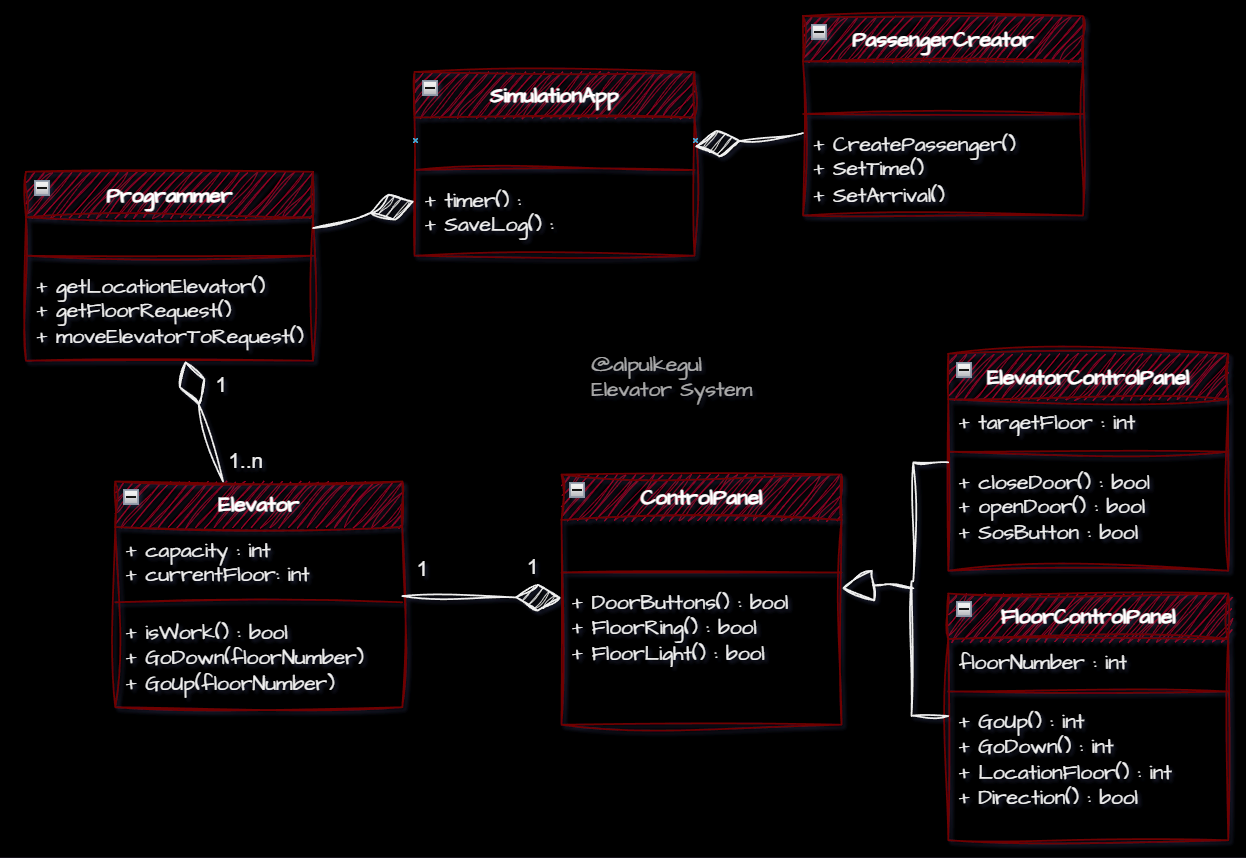 PassengerCreator
+ CreatePassenger()
+ SetTime()
+ SetArrival()
SimulationApp
+ timer() :
+ SaveLog() :
Programmer
+ getLocationElevator()
+ getFloorRequest()
+ moveElevatorToRequest()
1
1..n
@alpulkegul
Elevator System
Elevator
+ capacity : int
+ currentFloor: int
+ isWork() : bool
+ GoDown(floorNumber)
+ GoUp(floorNumber)
1
1
ControlPanel
+ DoorButtons() : bool
+ FloorRing() : bool
+ FloorLight() : bool
ElevatorControlPanel
+ targetFloor : int
+ closeDoor() : bool
+ openDoor() : bool
+ SosButton : bool
FloorControlPanel
floorNumber : int
+ GoUp() : int
+ GoDown() : int
+ LocationFloor() : int
+ Direction() : bool